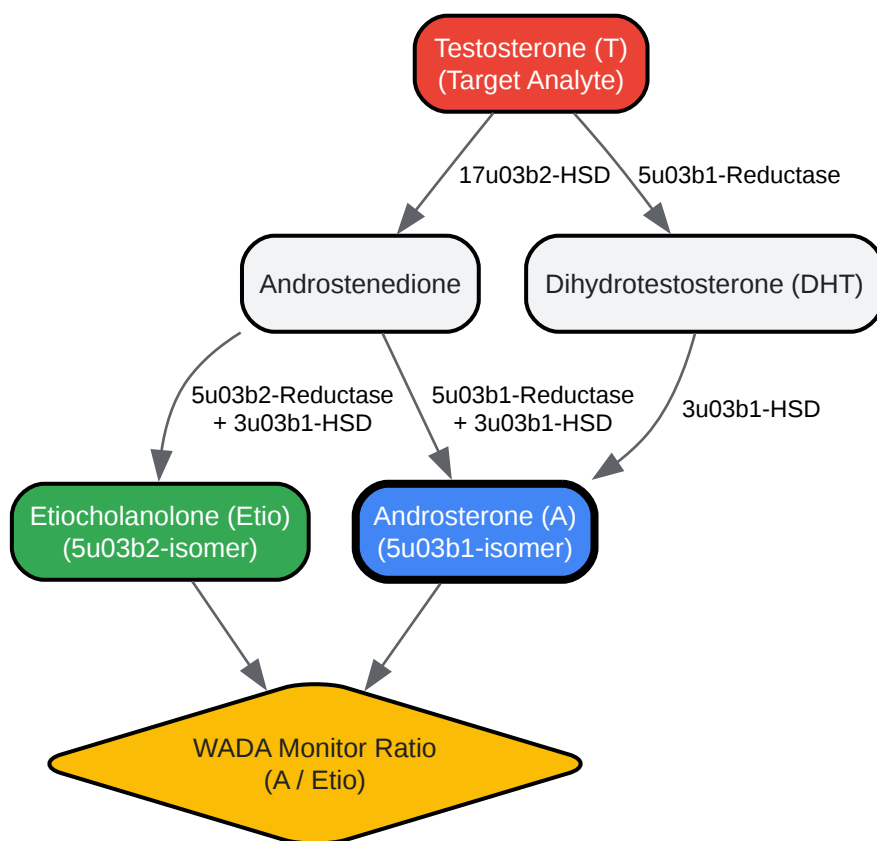 Testosterone (T)
(Target Analyte)
17u03b2-HSD
5u03b1-Reductase
Androstenedione
Dihydrotestosterone (DHT)
5u03b2-Reductase
+ 3u03b1-HSD
5u03b1-Reductase
+ 3u03b1-HSD
3u03b1-HSD
Etiocholanolone (Etio)
(5u03b2-isomer)
Androsterone (A)
(5u03b1-isomer)
WADA Monitor Ratio
(A / Etio)